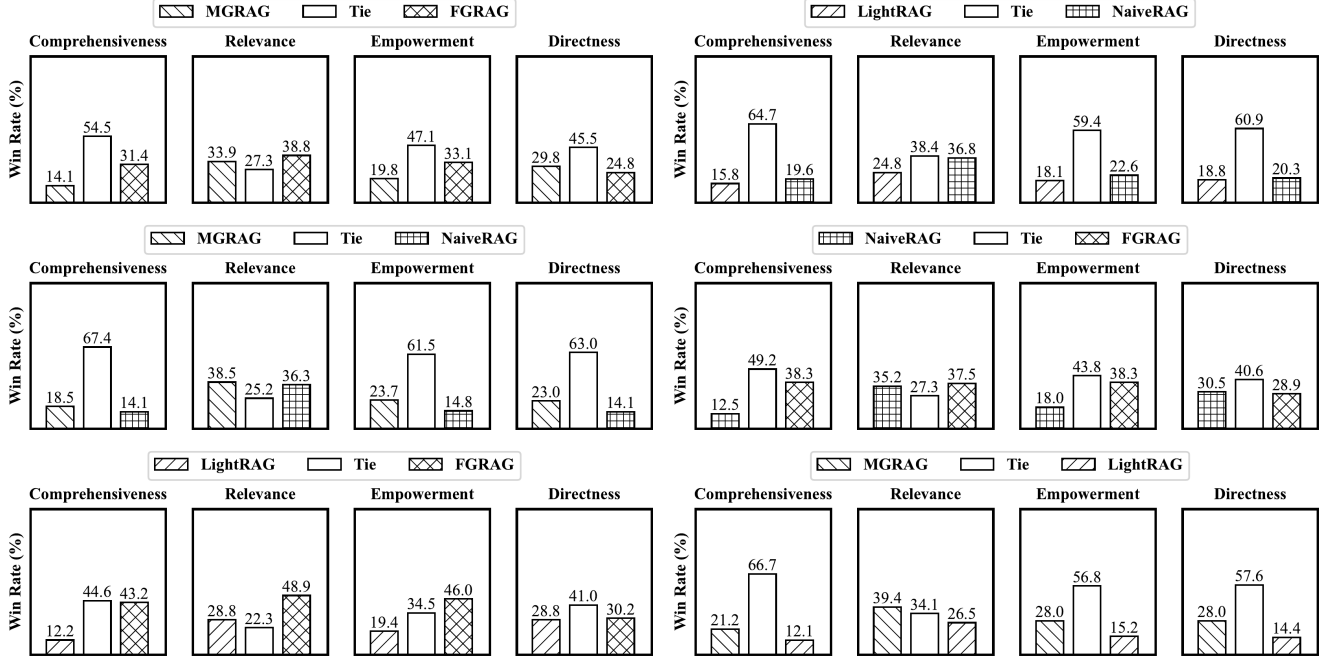 MGRAG Tie FGRAG
Comprehensiveness Relevance Empowerment Directness
Win Rate (%)
14.1 54.5 31.4
33.9 27.3 38.8
19.8 47.1 33.1
29.8 45.5 24.8
LightRAG Tie NaiveRAG
Comprehensiveness Relevance Empowerment Directness
Win Rate (%)
15.8 64.7 19.6
24.8 38.4 36.8
18.1 59.4 22.6
18.8 60.9 20.3
MGRAG Tie NaiveRAG
Comprehensiveness Relevance Empowerment Directness
Win Rate (%)
18.5 67.4 14.1
38.5 25.2 36.3
23.7 61.5 14.8
23.0 63.0 14.1
NaiveRAG Tie FGRAG
Comprehensiveness Relevance Empowerment Directness
Win Rate (%)
12.5 49.2 38.3
35.2 27.3 37.5
18.0 43.8 38.3
30.5 40.6 28.9
LightRAG Tie FGRAG
Comprehensiveness Relevance Empowerment Directness
Win Rate (%)
12.2 44.6 43.2
28.8 22.3 48.9
19.4 34.5 46.0
28.8 41.0 30.2
MGRAG Tie LightRAG
Comprehensiveness Relevance Empowerment Directness
Win Rate (%)
21.2 66.7 12.1
39.4 34.1 26.5
28.0 56.8 15.2
28.0 57.6 14.4